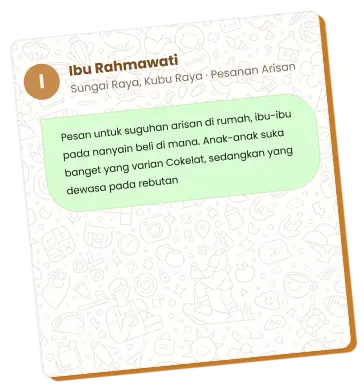 I
Ibu Rahmawati
Sungai Raya, Kubu Raya · Pesanan Arisan
Pesan untuk suguhan arisan di rumah, ibu-ibu
pada nanyain beli di mana. Anak-anak suka
banget yang varian Cokelat, sedangkan yang
dewasa pada rebutan